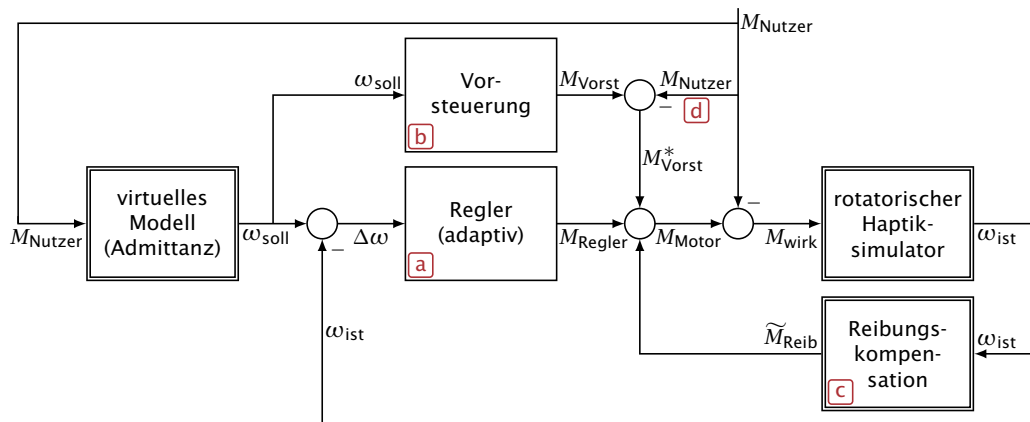 M_Nutzer
ω_soll
Vor-
steuerung
b
M_Vorst
M_Nutzer
−
d
M*_Vorst
virtuelles
Modell
(Admittanz)
M_Nutzer
ω_soll
−
Δω
Regler
(adaptiv)
a
M_Regler
M_Motor
−
M_wirk
rotatorischer
Haptik-
simulator
ω_ist
ω_ist
M̃_Reib
Reibungs-
kompen-
sation
c
ω_ist